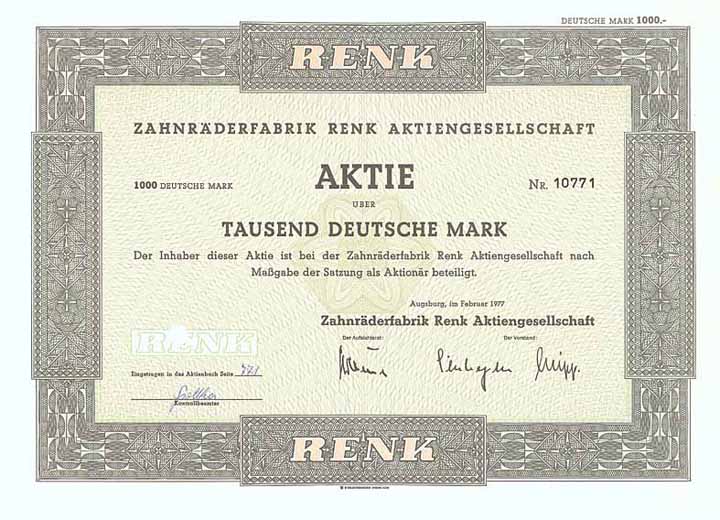 DEUTSCHE MARK 1000.-
RENK
ZAHNRÄDERFABRIK RENK AKTIENGESELLSCHAFT
1000 DEUTSCHE MARK
AKTIE
NR. 10771
ÜBER
TAUSEND DEUTSCHE MARK
Der Inhaber dieser Aktie ist bei der Zahnräderfabrik Renk Aktiengesellschaft nach
Maßgabe der Satzung als Aktionär beteiligt.
Augsburg, im Februar 1977
Zahnräderfabrik Renk Aktiengesellschaft
Der Aufsichtsrat:
Der Vorstand:
RENK
Eingetragen in das Aktienbuch Seite 771
Kontrollbeamter
RENK